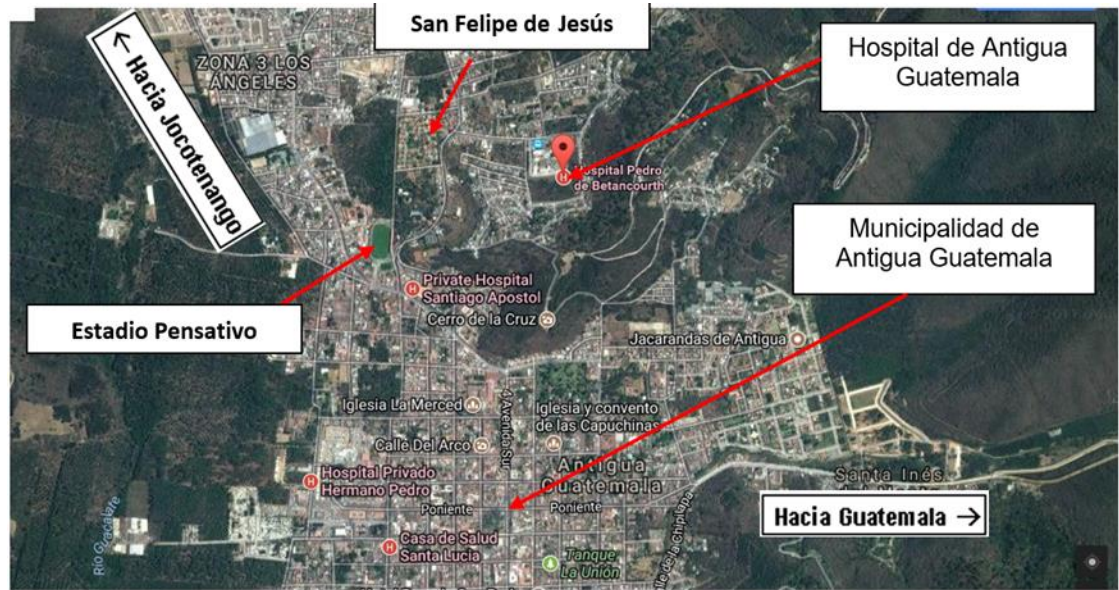 San Felipe de Jesús
Hospital de Antigua
Guatemala
← Hacia Jocotenango
ZONA 3 LOS
ÁNGELES
Hospital Pedro
de Betancourth
Municipalidad de
Antigua Guatemala
Private Hospital
Santiago Apostol
Estadio Pensativo
Cerro de la Cruz
Jacarandas de Antigua
Iglesia La Merced
4 Avenida Sur
Iglesia y convento
de las Capuchinas
Calle Del Arco
Antigua
Guatemala
Hospital Privado
Hermano Pedro
Santa Inés
Poniente
Poniente
Hacia Guatemala →
Río Guacalate
Casa de Salud
Santa Lucia
Tanque
La Unión